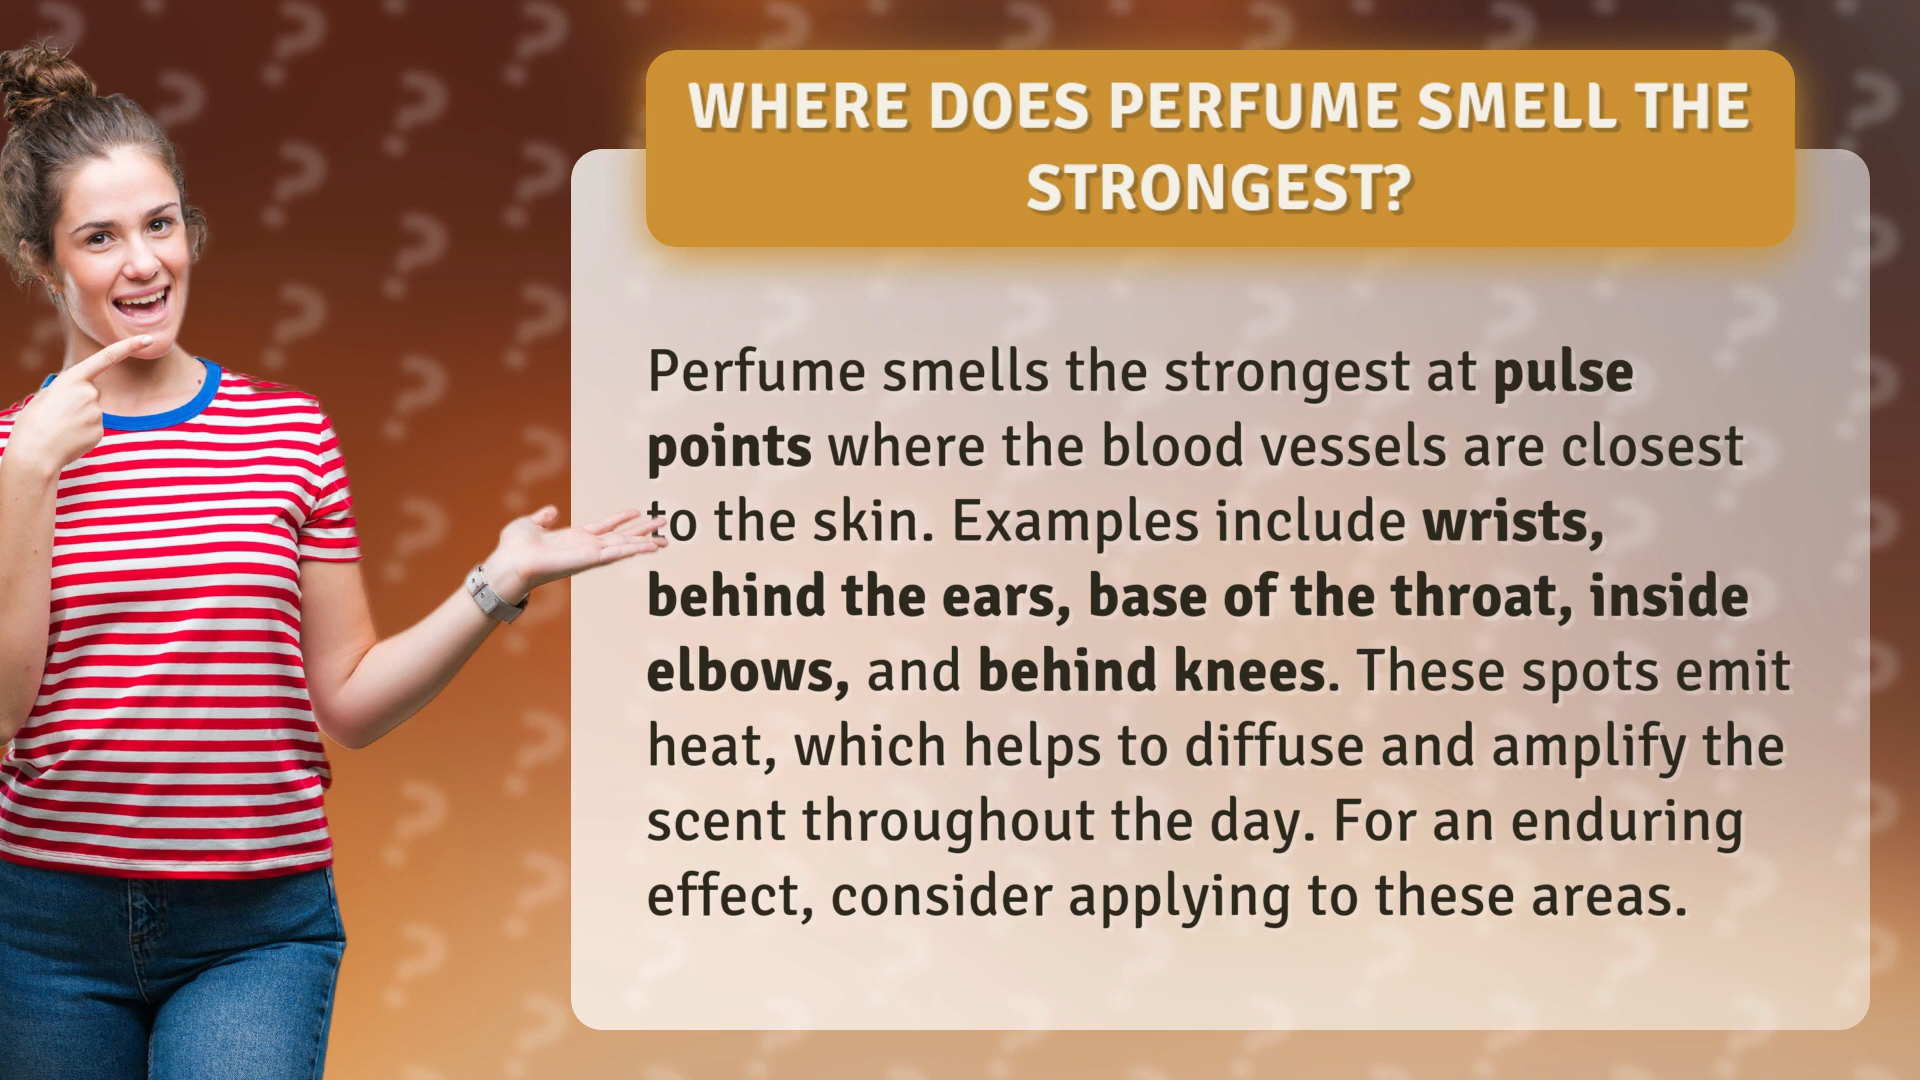 WHERE DOES PERFUME SMELL THE
STRONGEST?
Perfume smells the strongest at pulse
points where the blood vessels are closest
to the skin. Examples include wrists,
behind the ears, base of the throat, inside
elbows, and behind knees. These spots emit
heat, which helps to diffuse and amplify the
scent throughout the day. For an enduring
effect, consider applying to these areas.